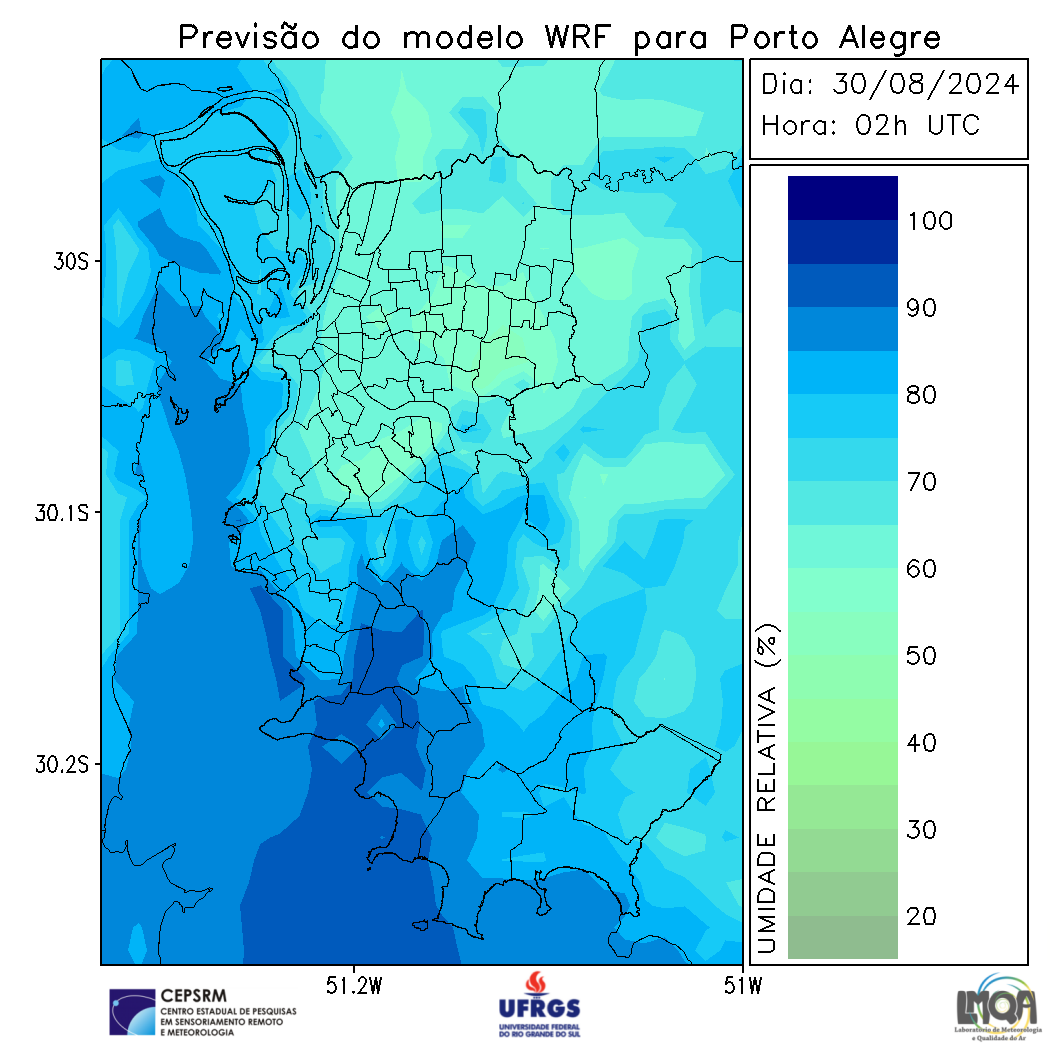 Previsão do modelo WRF para Porto Alegre
Dia: 30/08/2024
Hora: 02h UTC
100
90
80
70
60
50
40
30
20
UMIDADE RELATIVA (%)
30S
30.1S
30.2S
51.2W
51W
CEPSRM
CENTRO ESTADUAL DE PESQUISAS
EM SENSORIAMENTO REMOTO
E METEOROLOGIA
UFRGS
UNIVERSIDADE FEDERAL
DO RIO GRANDE DO SUL
LMQA
Laboratório de Meteorologia
e Qualidade do Ar